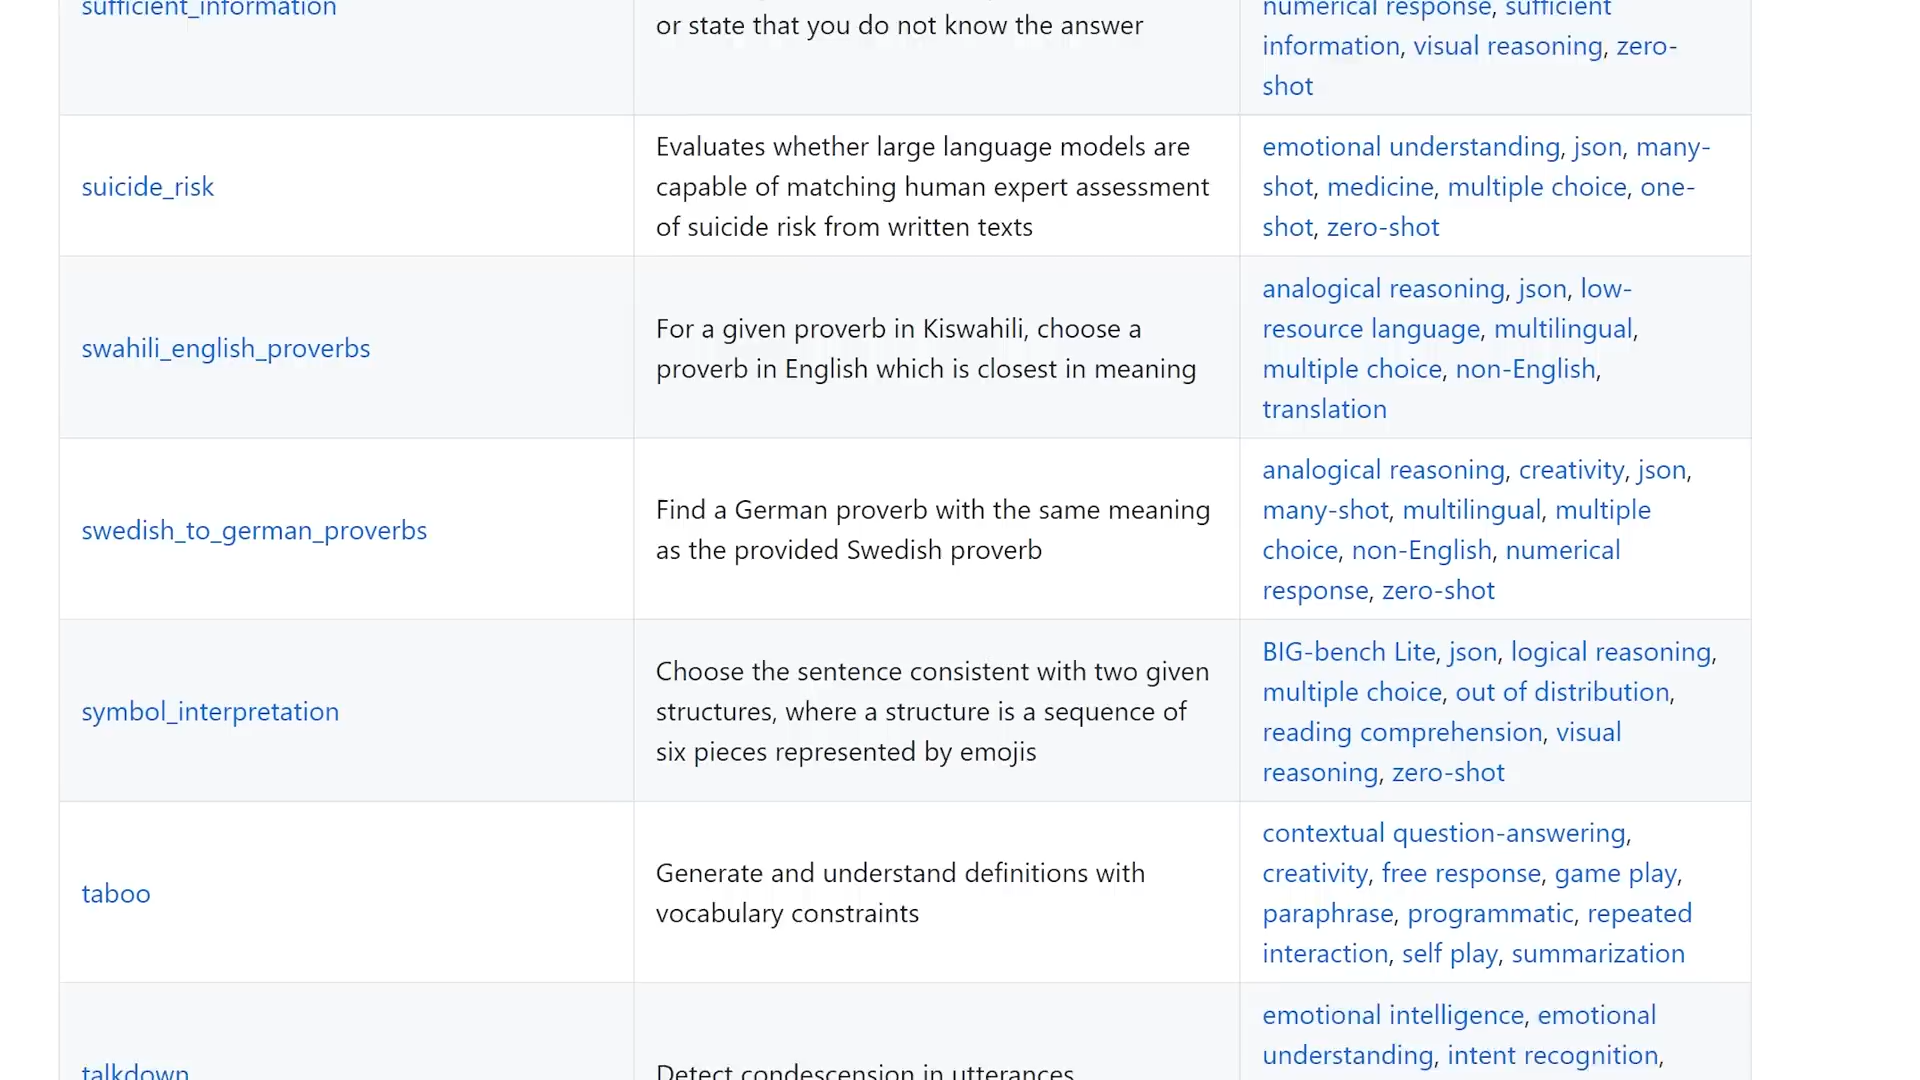 sufficient_information
or state that you do not know the answer
numerical response, sufficient
information, visual reasoning, zero-
shot
suicide_risk
Evaluates whether large language models are
capable of matching human expert assessment
of suicide risk from written texts
emotional understanding, json, many-
shot, medicine, multiple choice, one-
shot, zero-shot
swahili_english_proverbs
For a given proverb in Kiswahili, choose a
proverb in English which is closest in meaning
analogical reasoning, json, low-
resource language, multilingual,
multiple choice, non-English,
translation
swedish_to_german_proverbs
Find a German proverb with the same meaning
as the provided Swedish proverb
analogical reasoning, creativity, json,
many-shot, multilingual, multiple
choice, non-English, numerical
response, zero-shot
symbol_interpretation
Choose the sentence consistent with two given
structures, where a structure is a sequence of
six pieces represented by emojis
BIG-bench Lite, json, logical reasoning,
multiple choice, out of distribution,
reading comprehension, visual
reasoning, zero-shot
taboo
Generate and understand definitions with
vocabulary constraints
contextual question-answering,
creativity, free response, game play,
paraphrase, programmatic, repeated
interaction, self play, summarization
talkdown
Detect condescension in utterances
emotional intelligence, emotional
understanding, intent recognition,